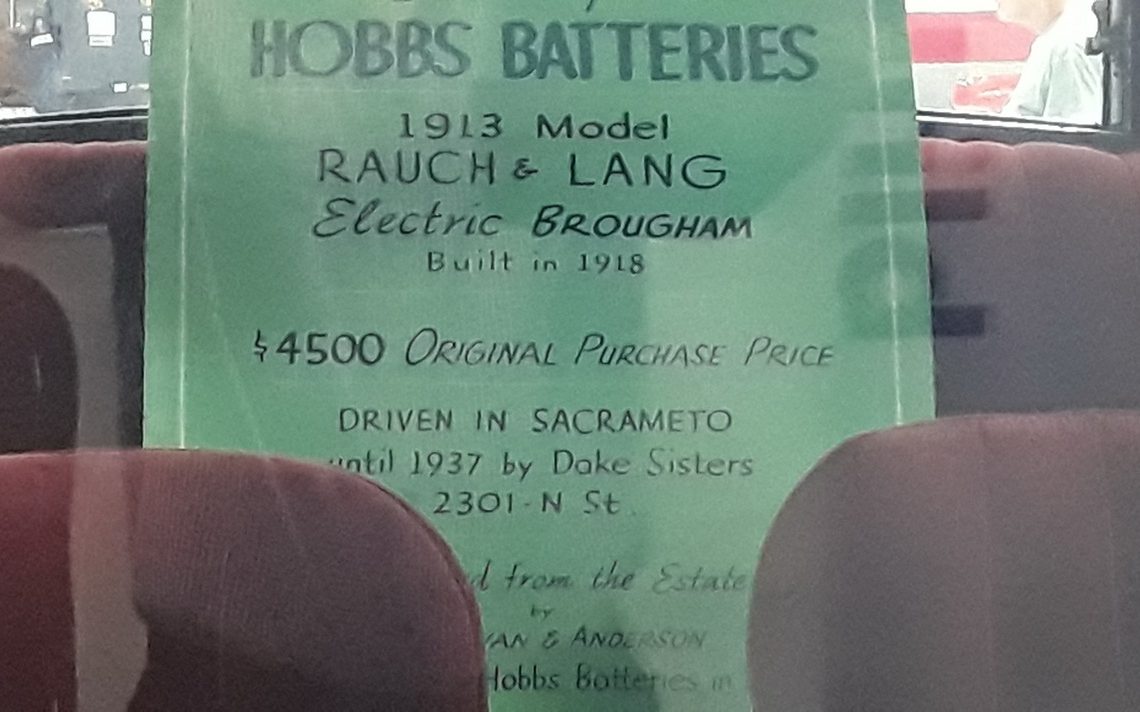 HOBBS BATTERIES
1913 Model
RAUCH & LANG
Electric BROUGHAM
Built in 1918
$4500 ORIGINAL PURCHASE PRICE
DRIVEN IN SACRAMETO
until 1937 by Dake Sisters
2301-N St.
from the Estate
by
& ANDERSON
Hobbs Batteries in